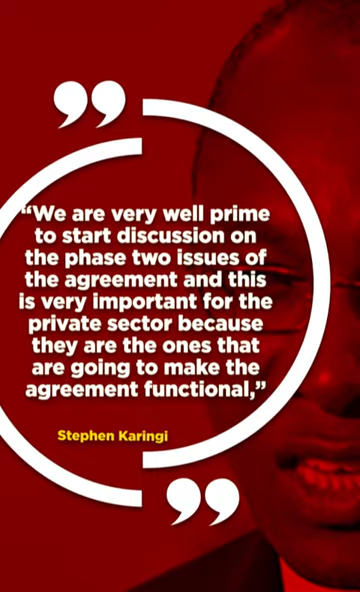 “We are very well prime
to start discussion on
the phase two issues of
the agreement and this
is very important for the
private sector because
they are the ones that
are going to make the
agreement functional,”
Stephen Karingi